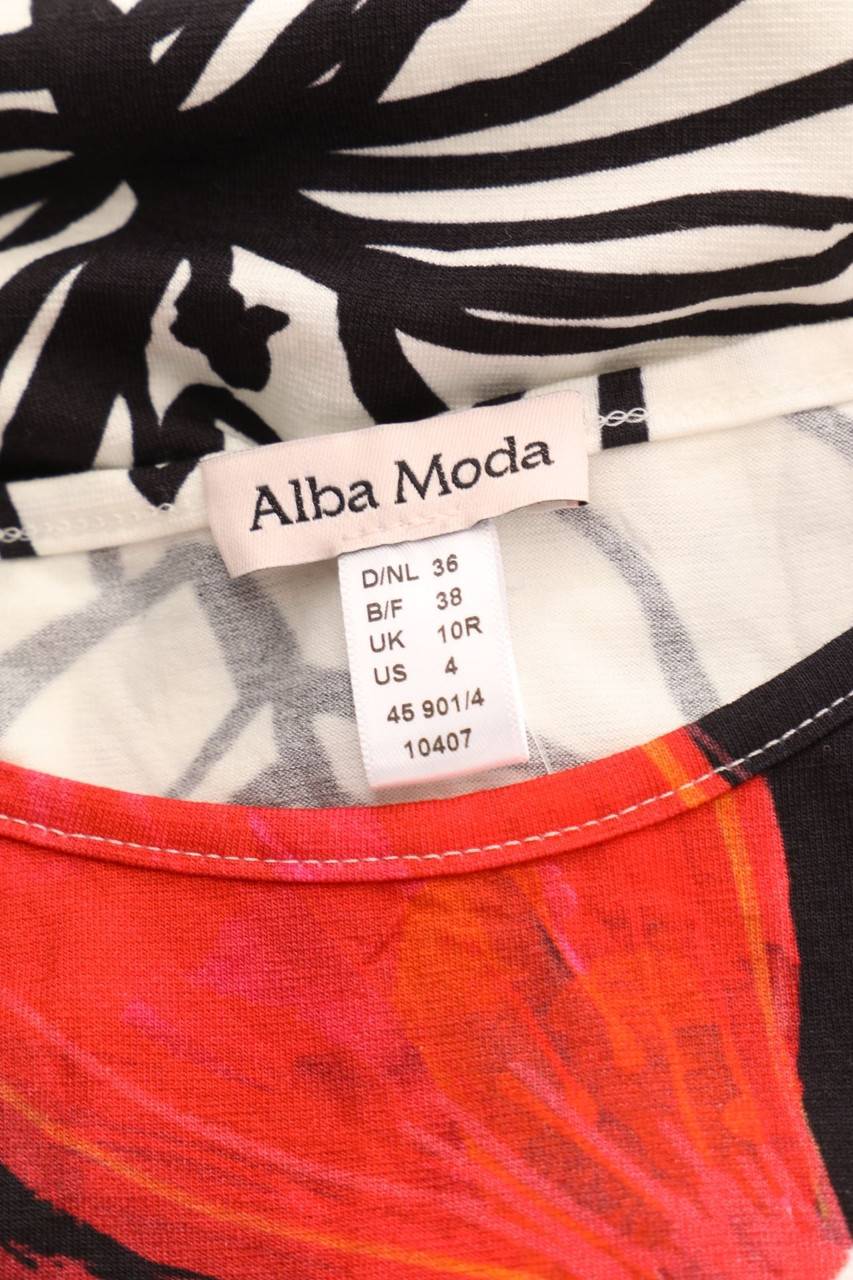 Alba Moda
D/NL 36
B/F 38
UK 10R
US 4
45 901/4
10407